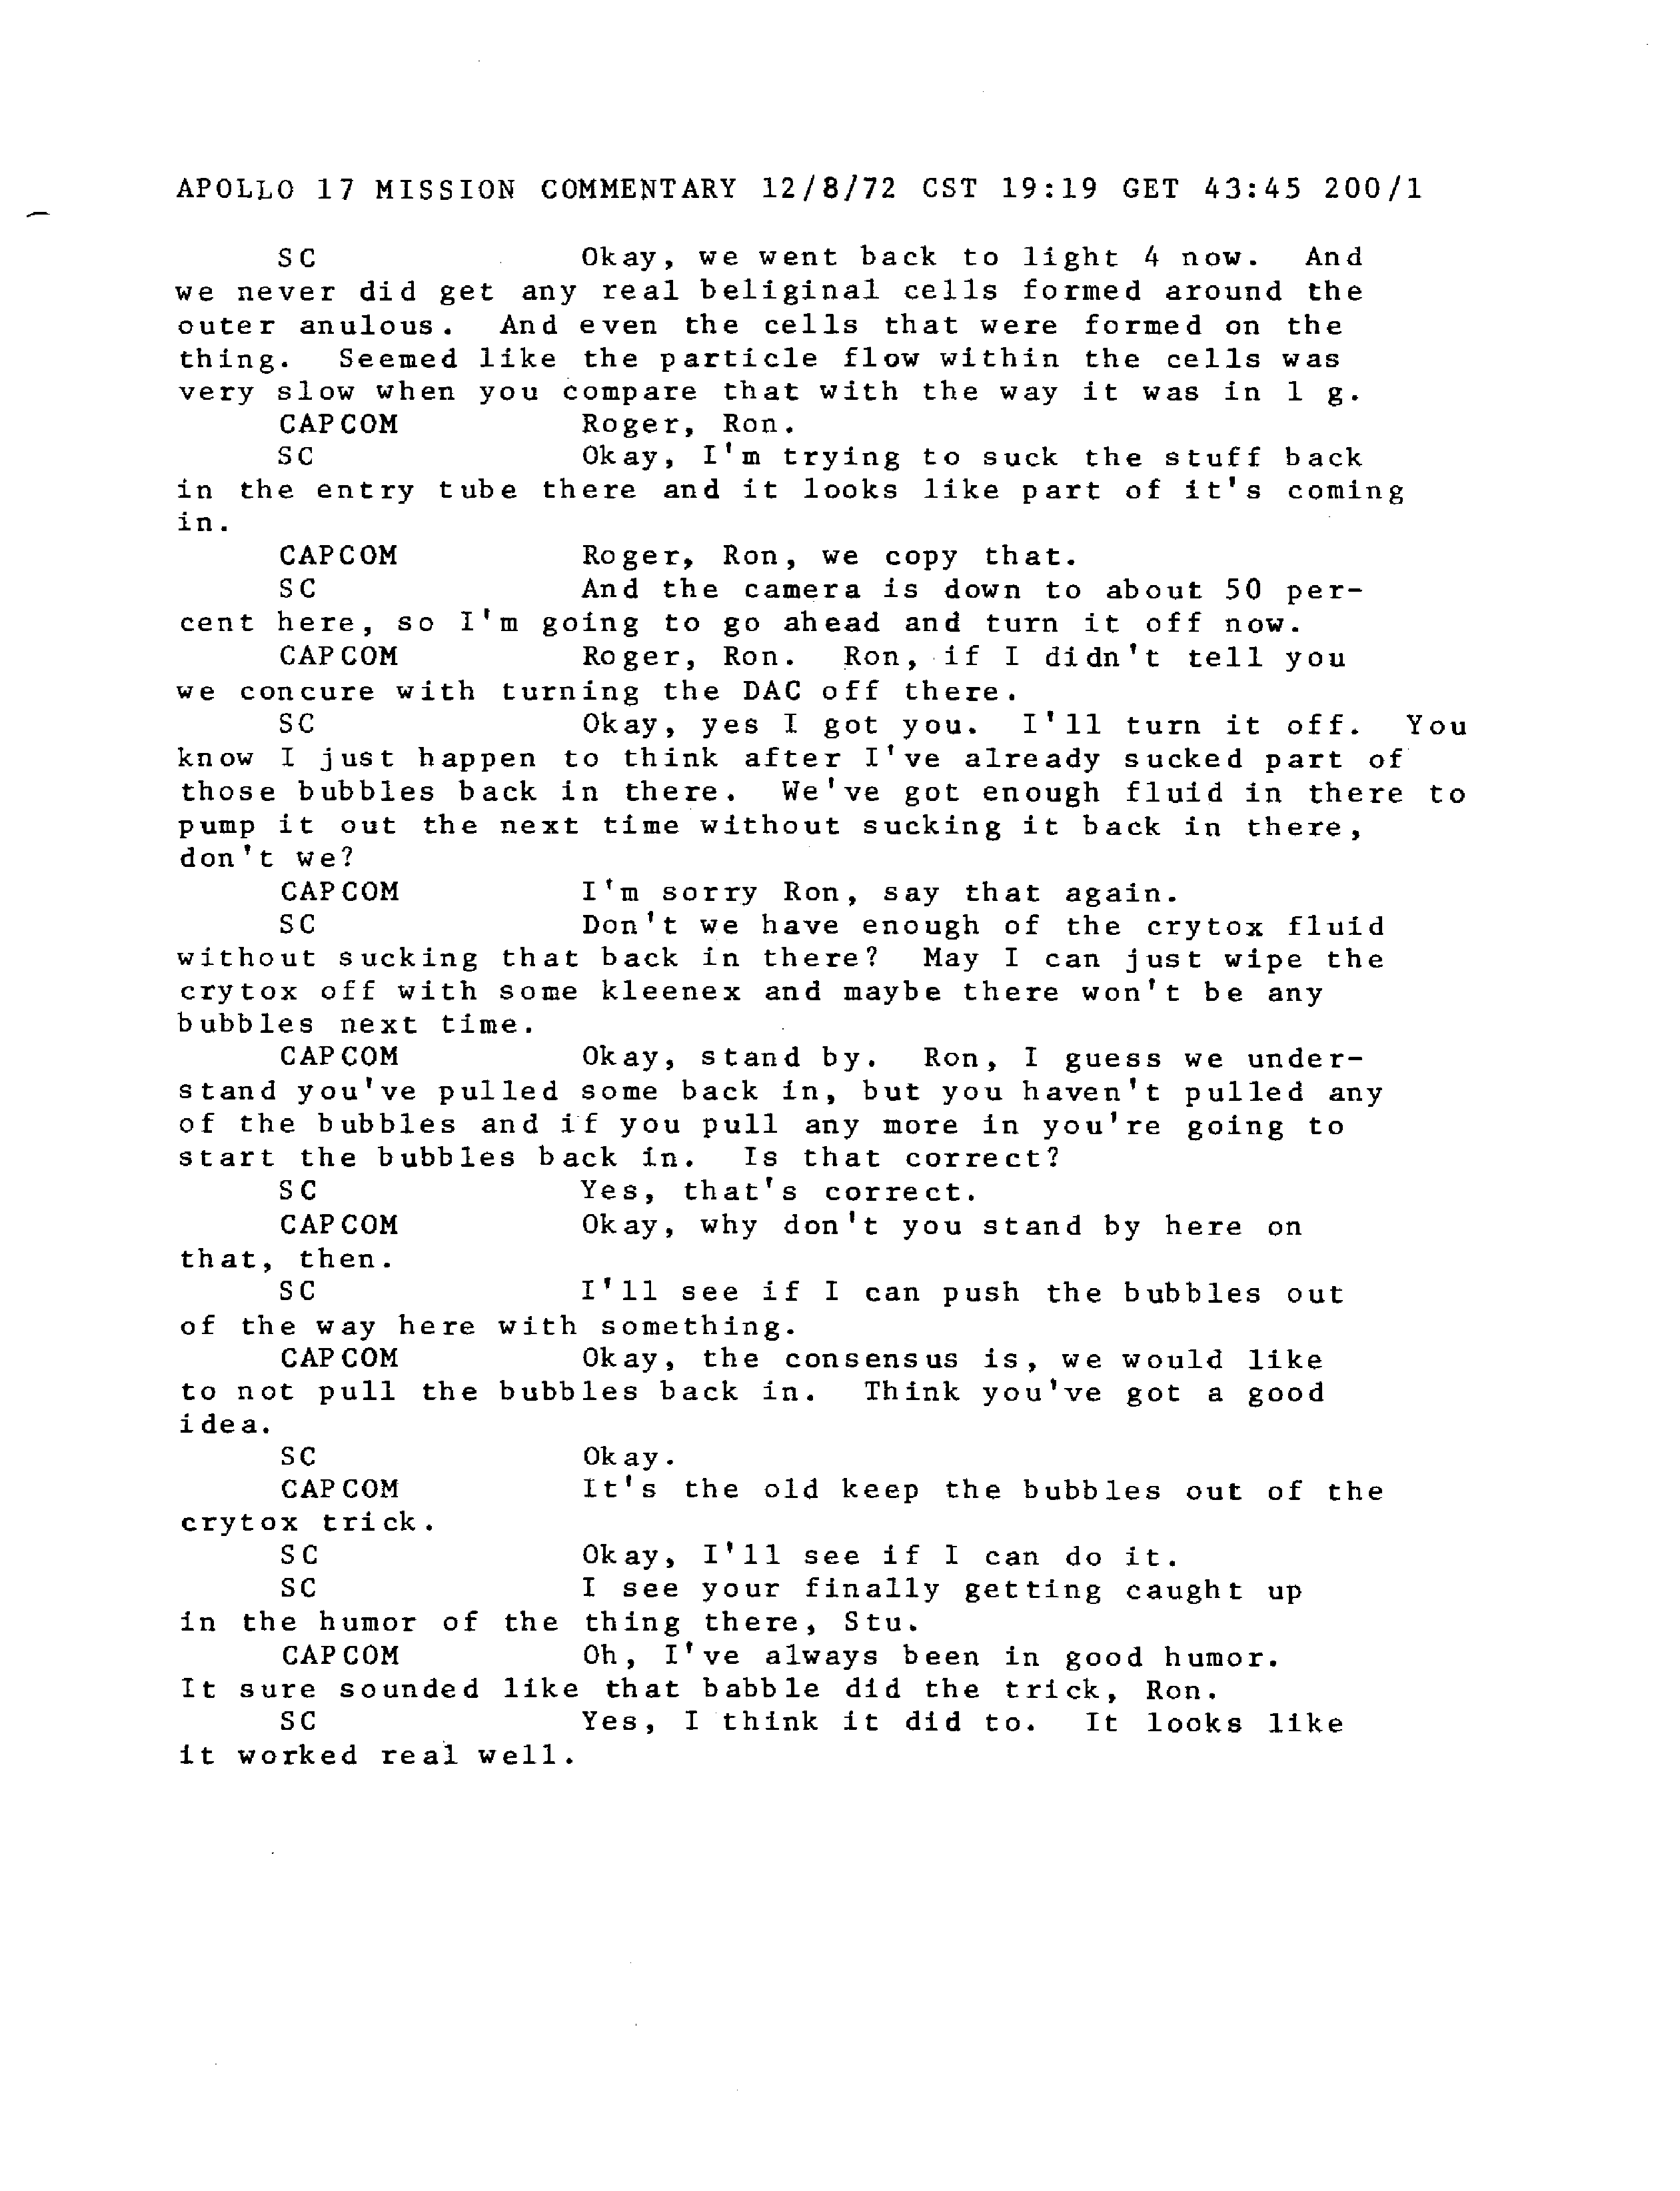 APOLLO 17 MISSION COMMENTARY 12/8/72 CST 19:19 GET 43:45 200/1
SC Okay, we went back to light 4 now. And
we never did get any real beliginal cells formed around the
outer anulous. And even the cells that were formed on the
thing. Seemed like the particle flow within the cells was
very slow when you compare that with the way it was in 1 g.
CAPCOM Roger, Ron.
SC Okay, I'm trying to suck the stuff back
in the entry tube there and it looks like part of it's coming
in.
CAPCOM Roger, Ron, we copy that.
SC And the camera is down to about 50 per-
cent here, so I'm going to go ahead and turn it off now.
CAPCOM Roger, Ron. Ron, if I didn't tell you
we concure with turning the DAC off there.
SC Okay, yes I got you. I'll turn it off. You
know I just happen to think after I've already sucked part of
those bubbles back in there. We've got enough fluid in there to
pump it out the next time without sucking it back in there,
don't we?
CAPCOM I'm sorry Ron, say that again.
SC Don't we have enough of the crytox fluid
without sucking that back in there? May I can just wipe the
crytox off with some kleenex and maybe there won't be any
bubbles next time.
CAPCOM Okay, stand by. Ron, I guess we under-
stand you've pulled some back in, but you haven't pulled any
of the bubbles and if you pull any more in you're going to
start the bubbles back in. Is that correct?
SC Yes, that's correct.
CAPCOM Okay, why don't you stand by here on
that, then.
SC I'll see if I can push the bubbles out
of the way here with something.
CAPCOM Okay, the consensus is, we would like
to not pull the bubbles back in. Think you've got a good
idea.
SC Okay.
CAPCOM It's the old keep the bubbles out of the
crytox trick.
SC Okay, I'll see if I can do it.
SC I see your finally getting caught up
in the humor of the thing there, Stu.
CAPCOM Oh, I've always been in good humor.
It sure sounded like that babble did the trick, Ron.
SC Yes, I think it did to. It looks like
it worked real well.